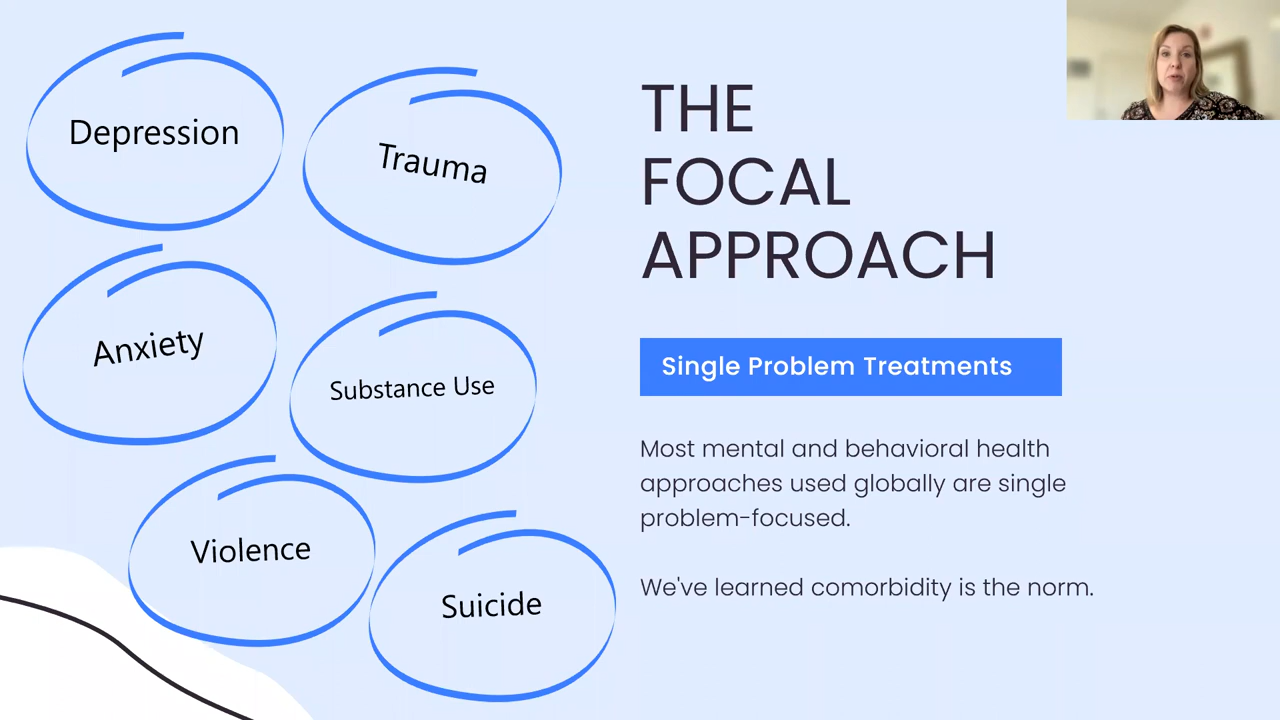 Depression
Trauma
Anxiety
Substance Use
Violence
Suicide
THE
FOCAL
APPROACH
Single Problem Treatments
Most mental and behavioral health
approaches used globally are single
problem-focused.
We've learned comorbidity is the norm.